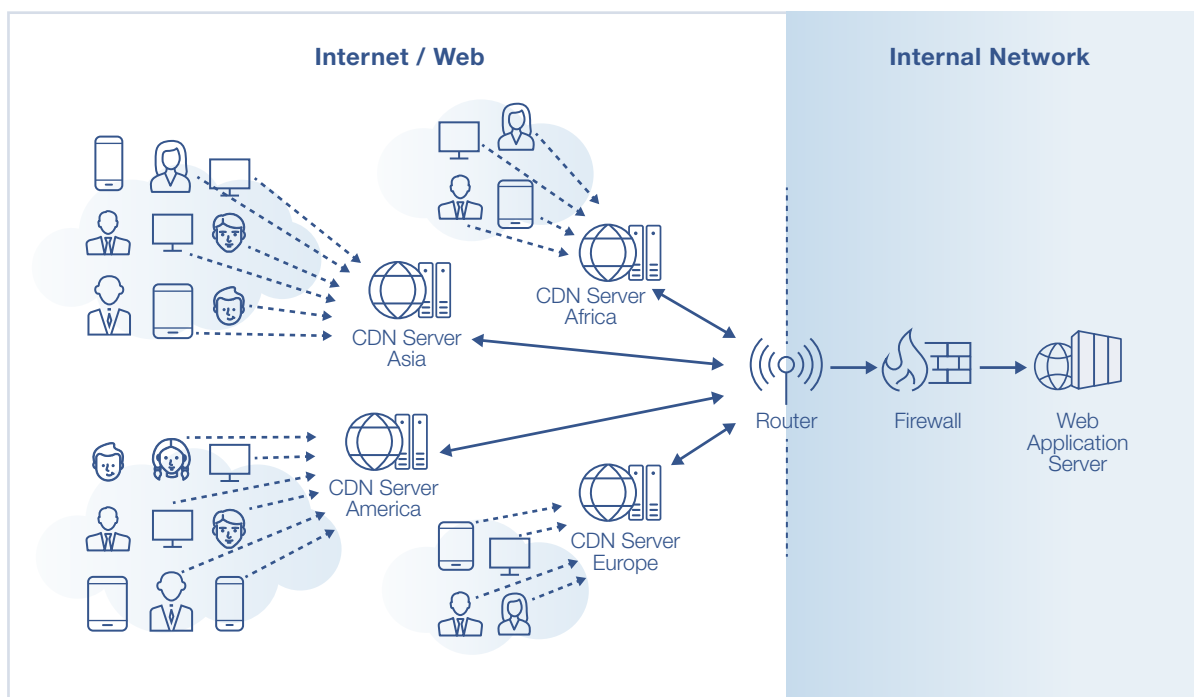 Internet / Web
Internal Network
CDN Server
Africa
CDN Server
Asia
Router
Firewall
Web
Application
Server
CDN Server
America
CDN Server
Europe